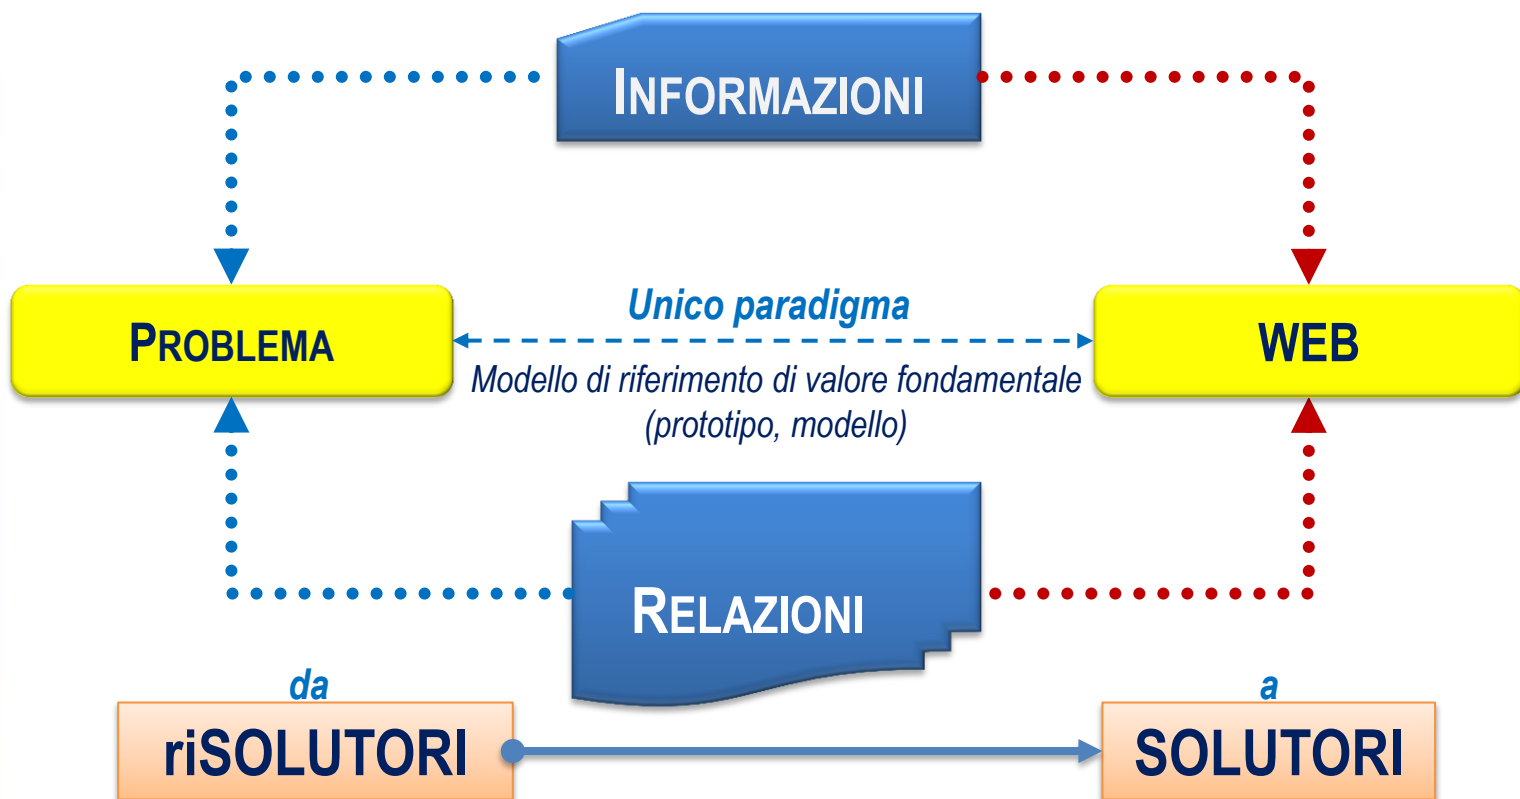 INFORMAZIONI
Unico paradigma
PROBLEMA
WEB
Modello di riferimento di valore fondamentale
(prototipo, modello)
RELAZIONI
da
a
riSOLUTORI
SOLUTORI